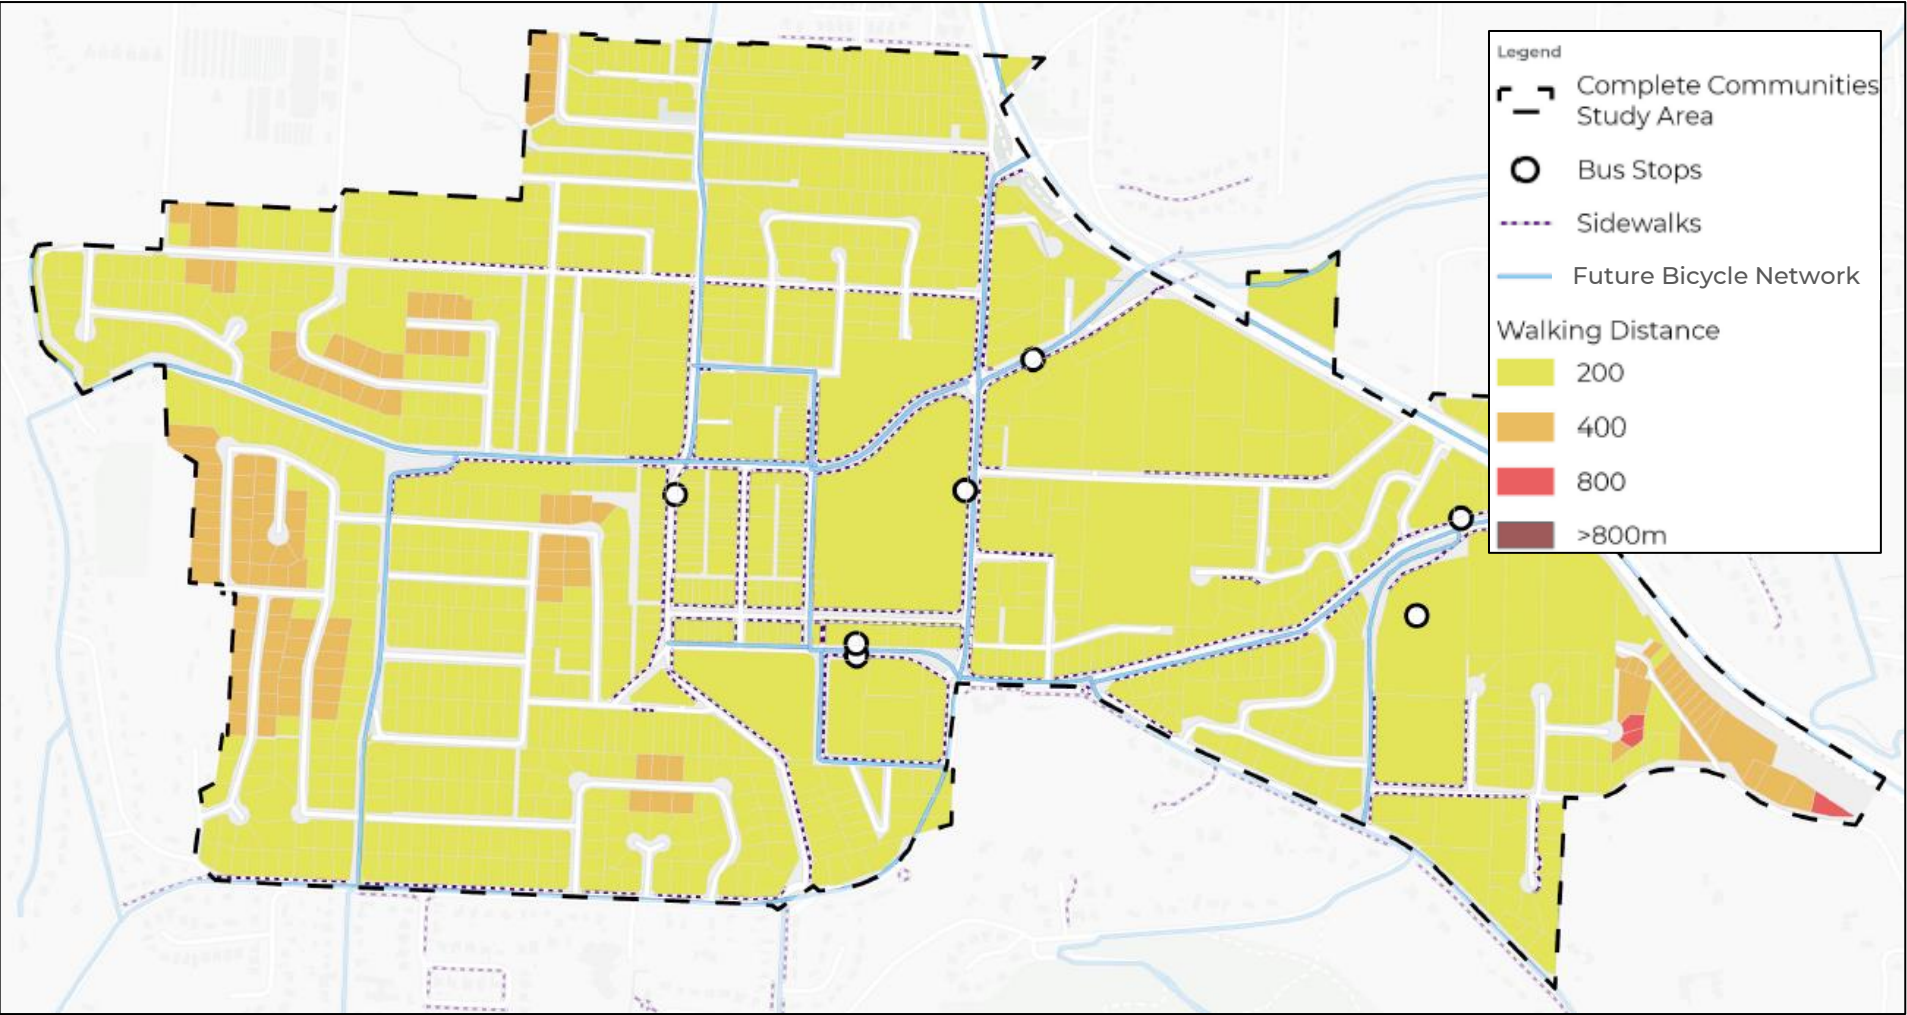 Legend
Complete Communities
Study Area
Bus Stops
Sidewalks
Future Bicycle Network
Walking Distance
200
400
800
>800m